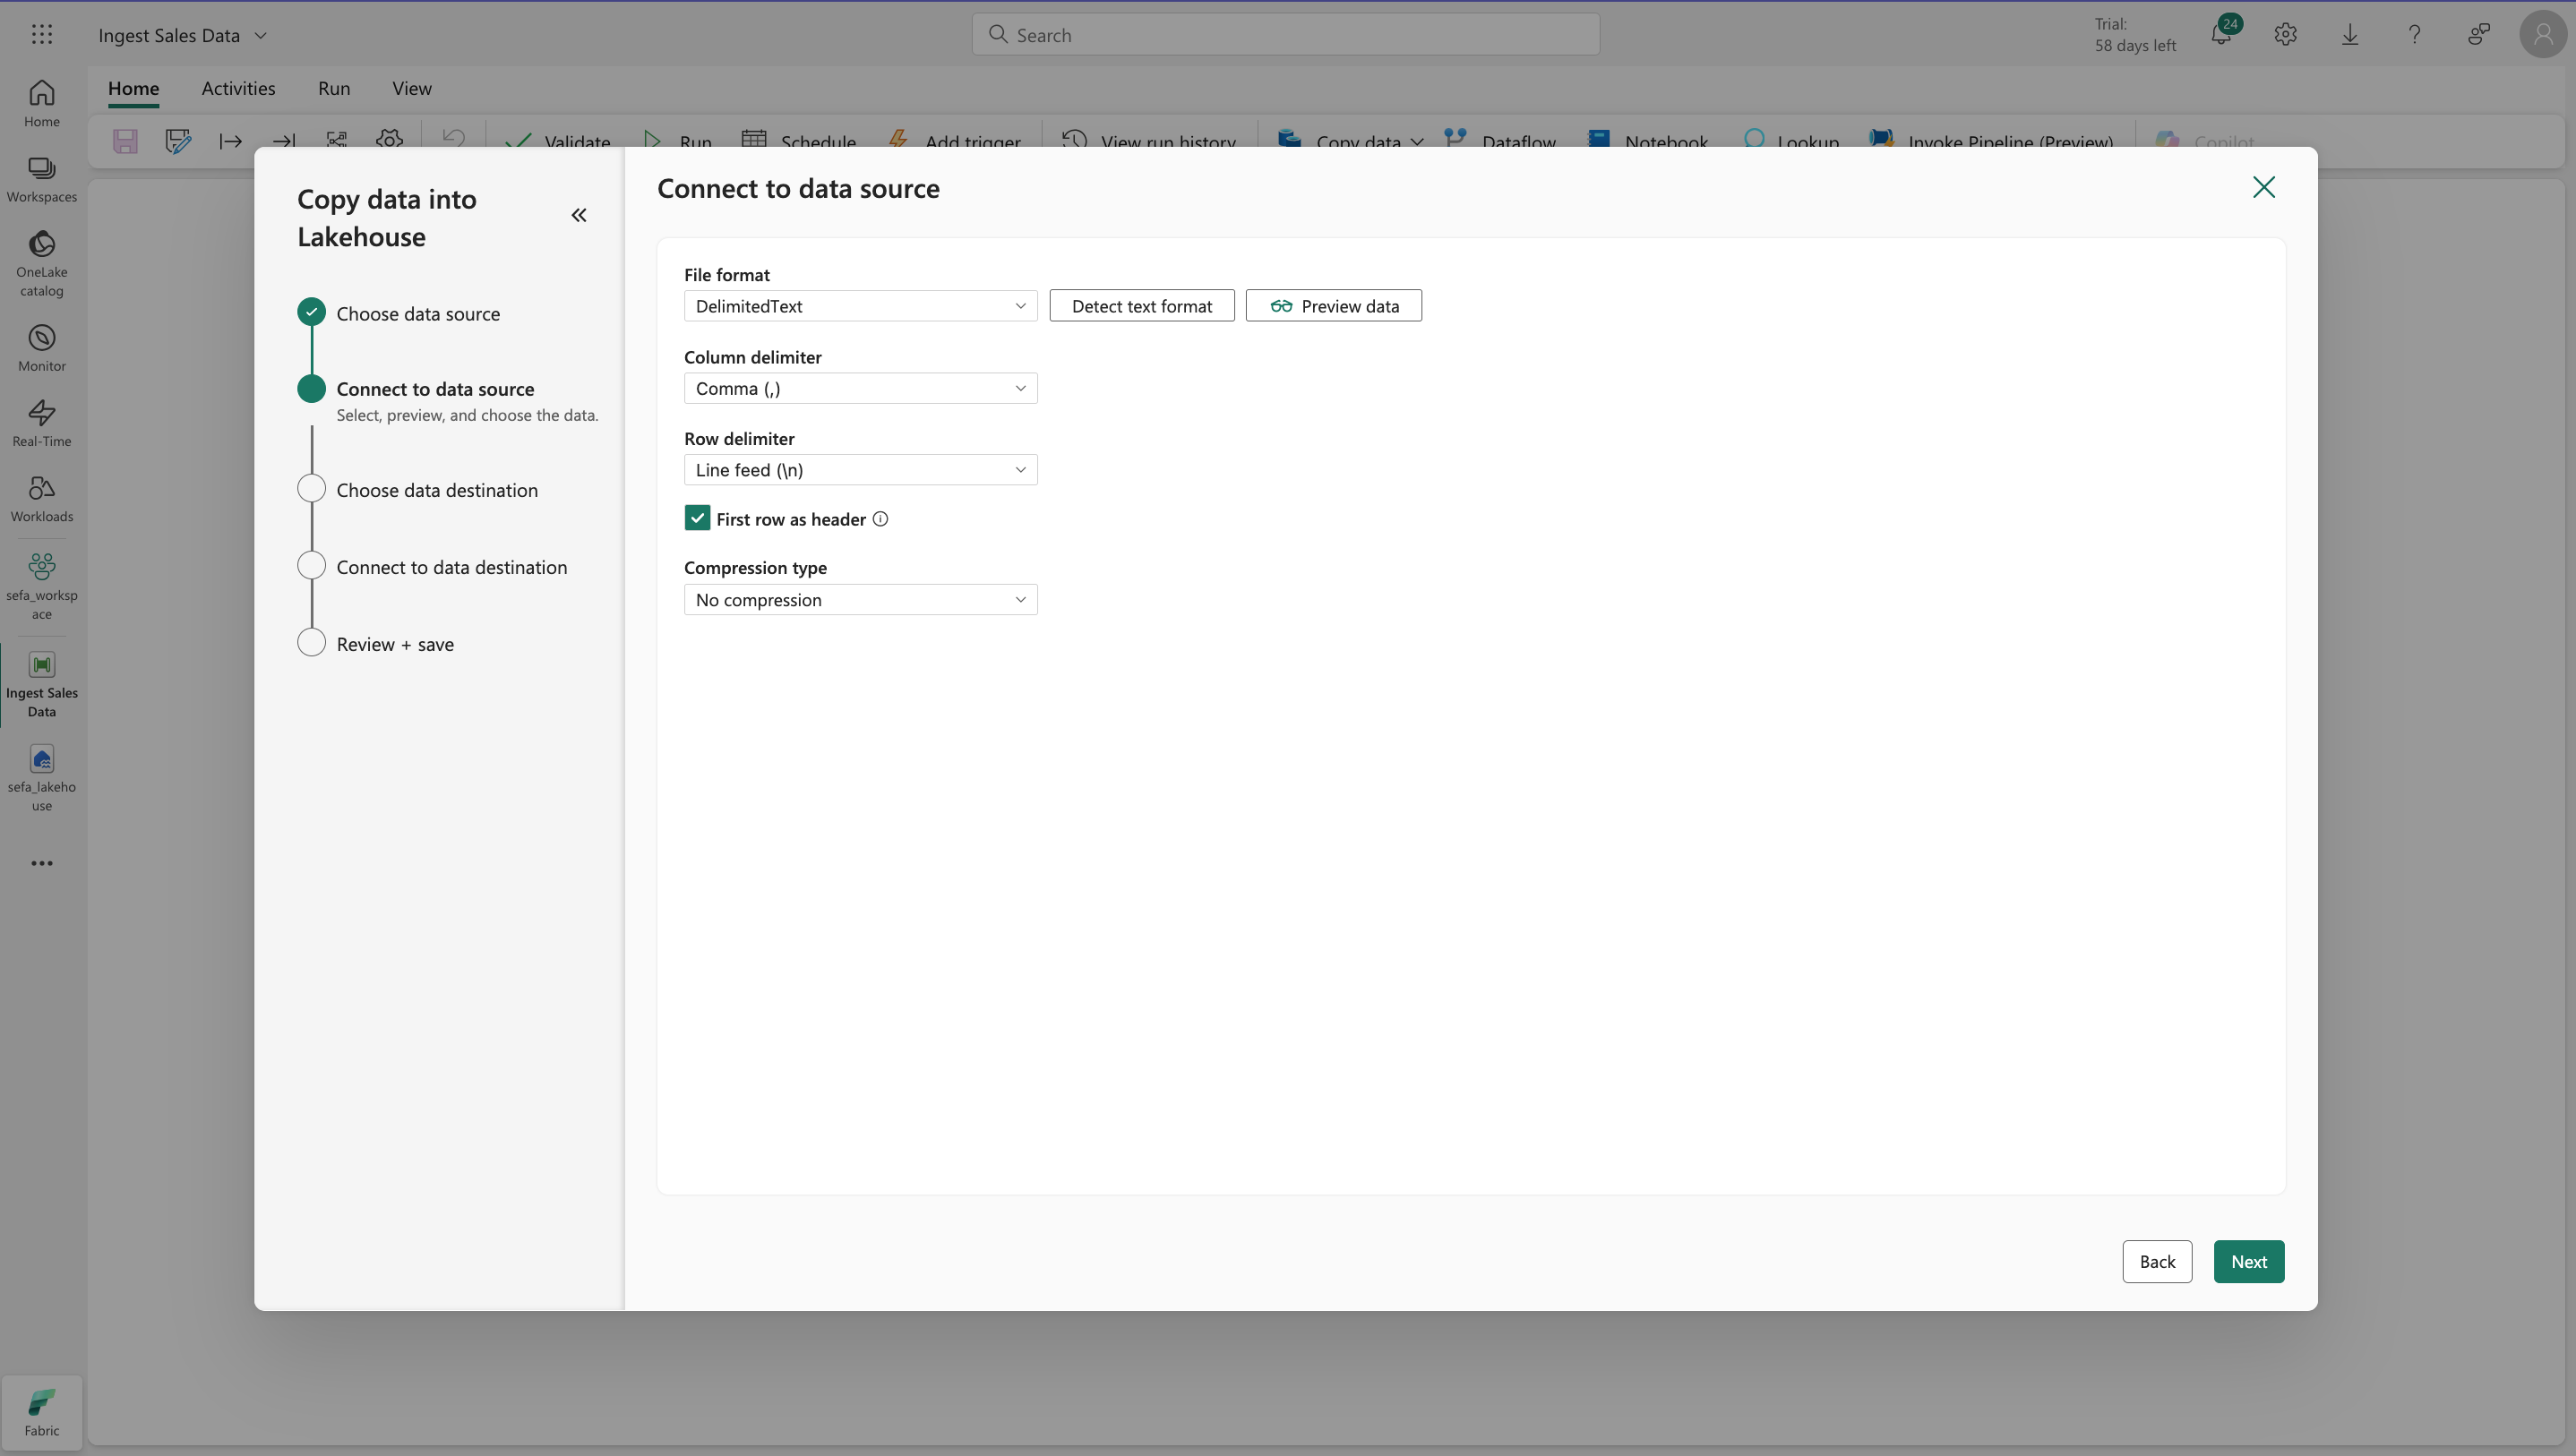 Ingest Sales Data
Search
Trial:
58 days left
24
Home
Activities
Run
View
Validate
Run
Schedule
Add trigger
View run history
Copy data
Dataflow
Notebook
Lookup
Invoke Pipeline (Preview)
Copilot
Home
Workspaces
OneLake
catalog
Monitor
Real-Time
Workloads
sefa_worksp
ace
Ingest Sales
Data
sefa_lakeho
use
Fabric
Copy data into
Lakehouse
Choose data source
Connect to data source
Select, preview, and choose the data.
Choose data destination
Connect to data destination
Review + save
Connect to data source
File format
DelimitedText
Detect text format
Preview data
Column delimiter
Comma (,)
Row delimiter
Line feed (\n)
First row as header
Compression type
No compression
Back
Next